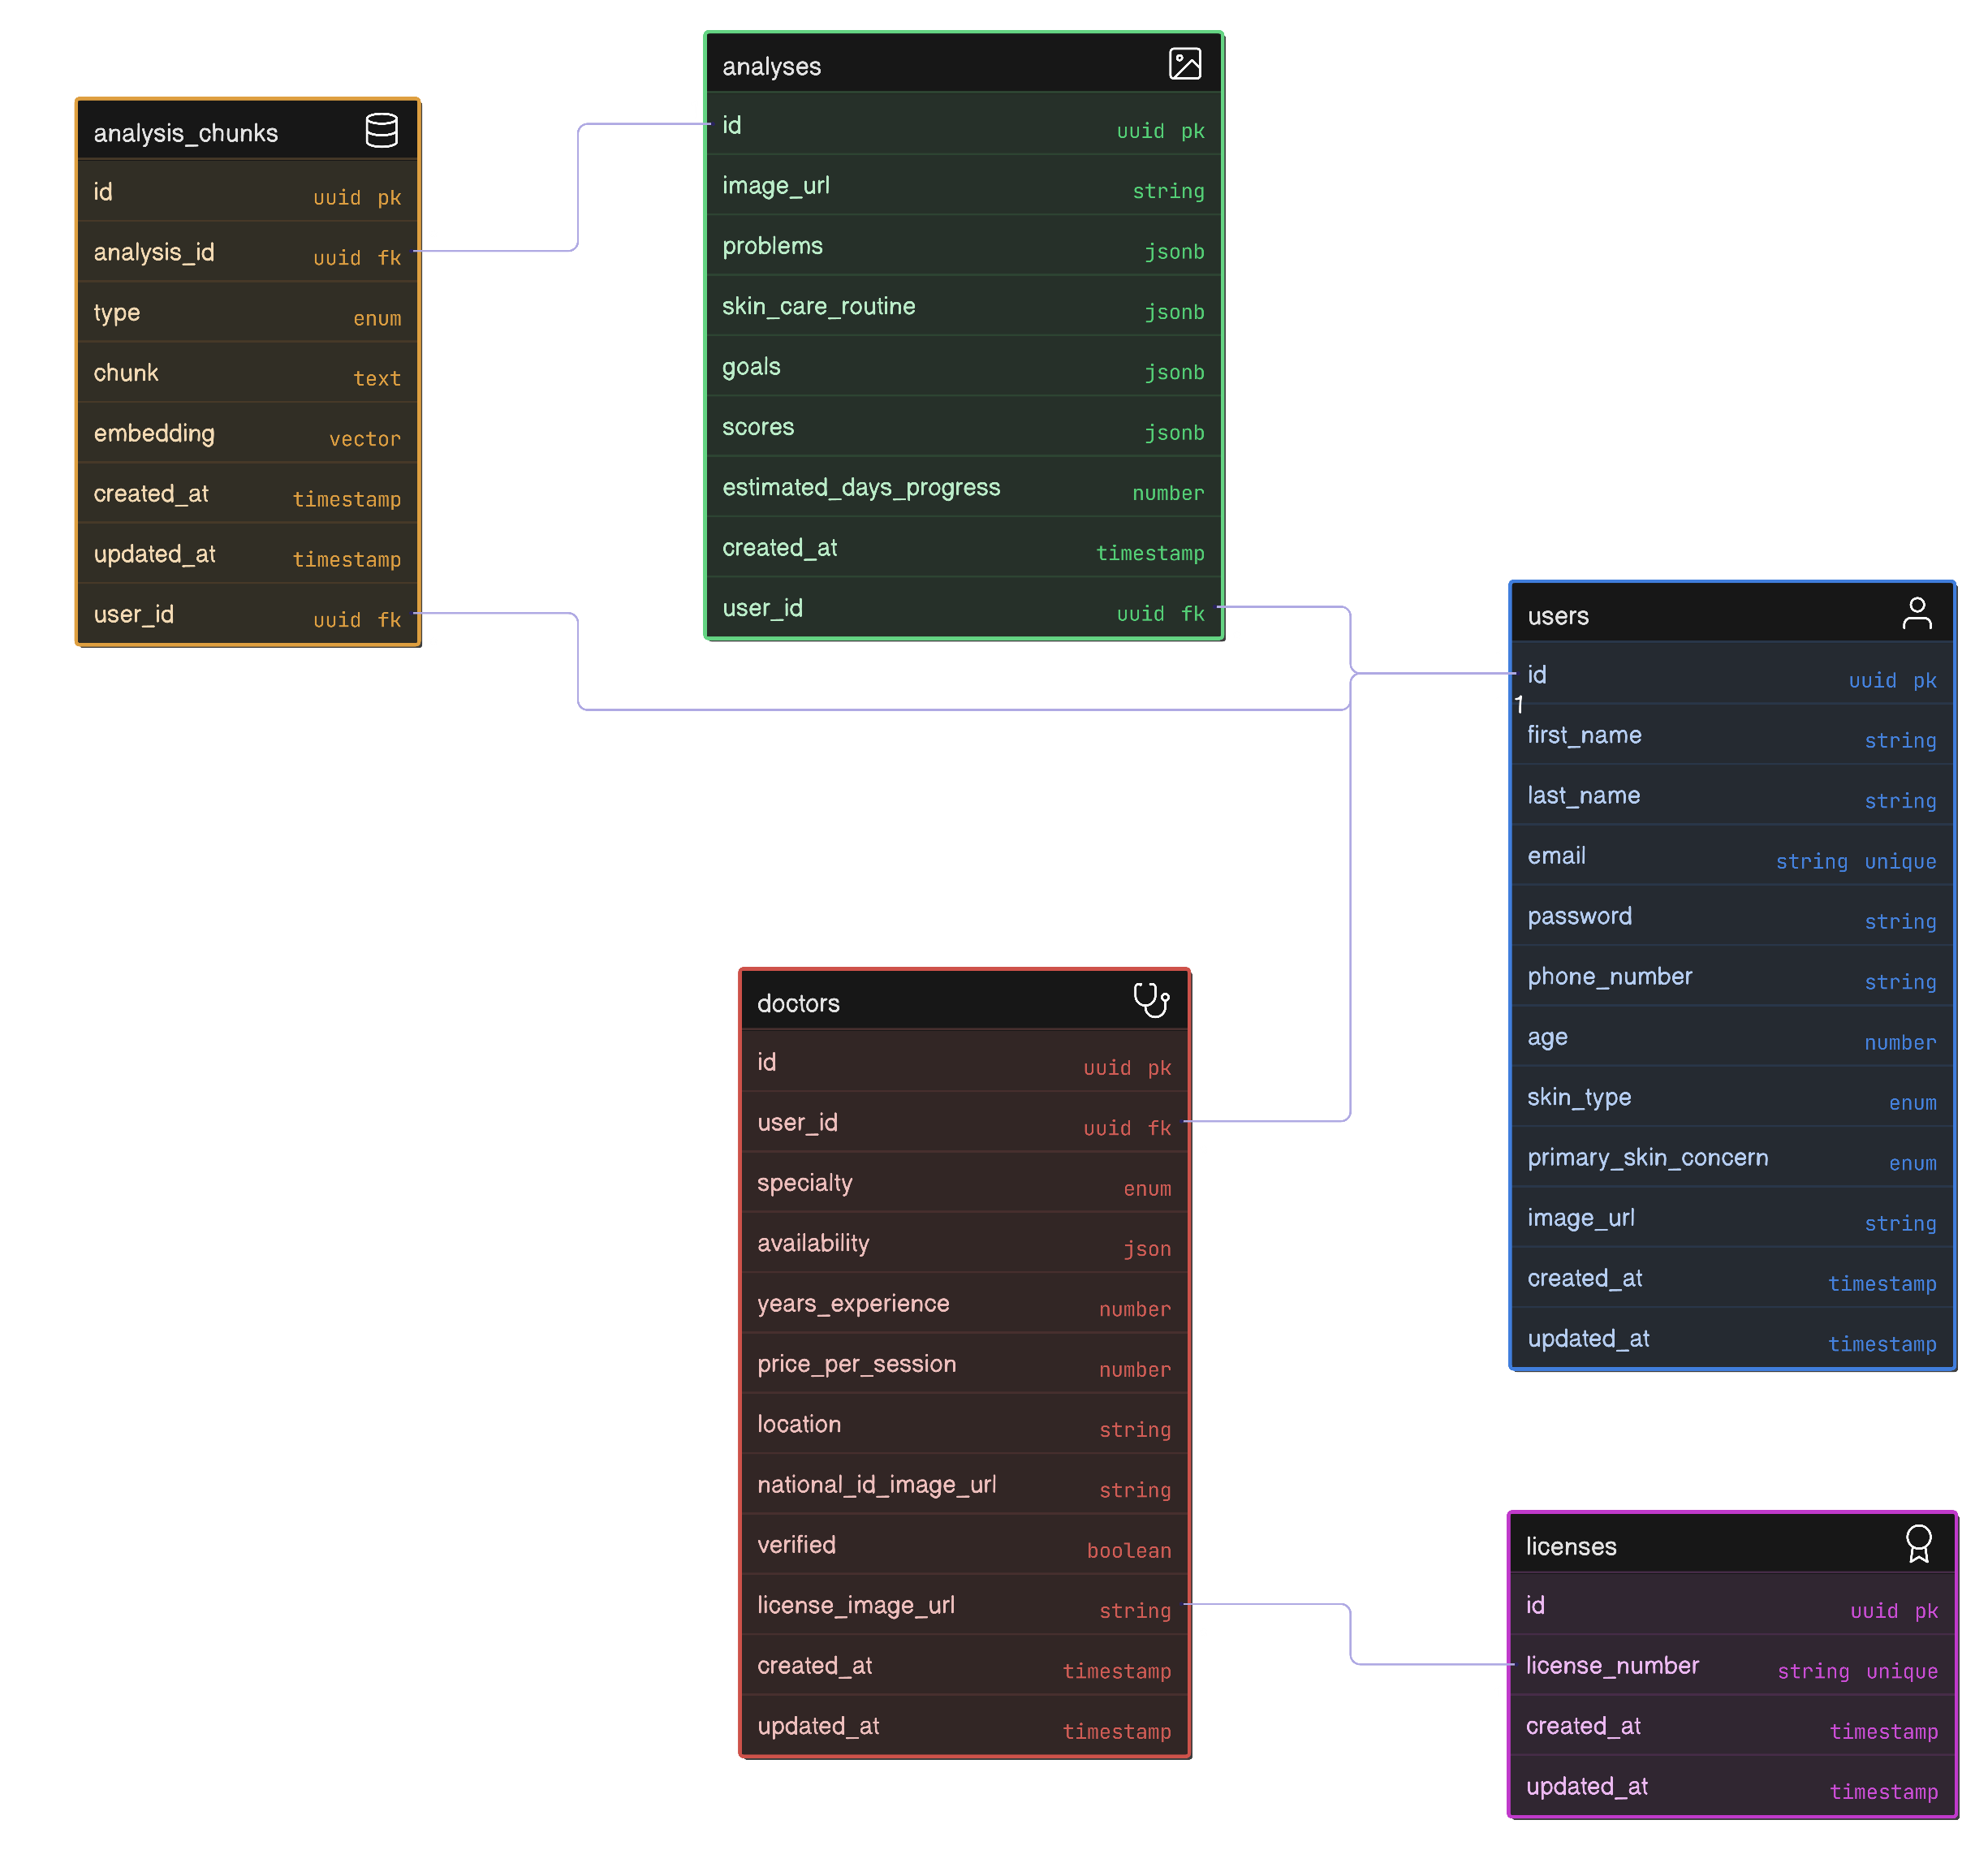 analysis_chunks
id uuid pk
analysis_id uuid fk
type enum
chunk text
embedding vector
created_at timestamp
updated_at timestamp
user_id uuid fk
analyses
id uuid pk
image_url string
problems jsonb
skin_care_routine jsonb
goals jsonb
scores jsonb
estimated_days_progress number
created_at timestamp
user_id uuid fk
users
id uuid pk
1
first_name string
last_name string
email string unique
password string
phone_number string
age number
skin_type enum
primary_skin_concern enum
image_url string
created_at timestamp
updated_at timestamp
doctors
id uuid pk
user_id uuid fk
specialty enum
availability json
years_experience number
price_per_session number
location string
national_id_image_url string
verified boolean
license_image_url string
created_at timestamp
updated_at timestamp
licenses
id uuid pk
license_number string unique
created_at timestamp
updated_at timestamp